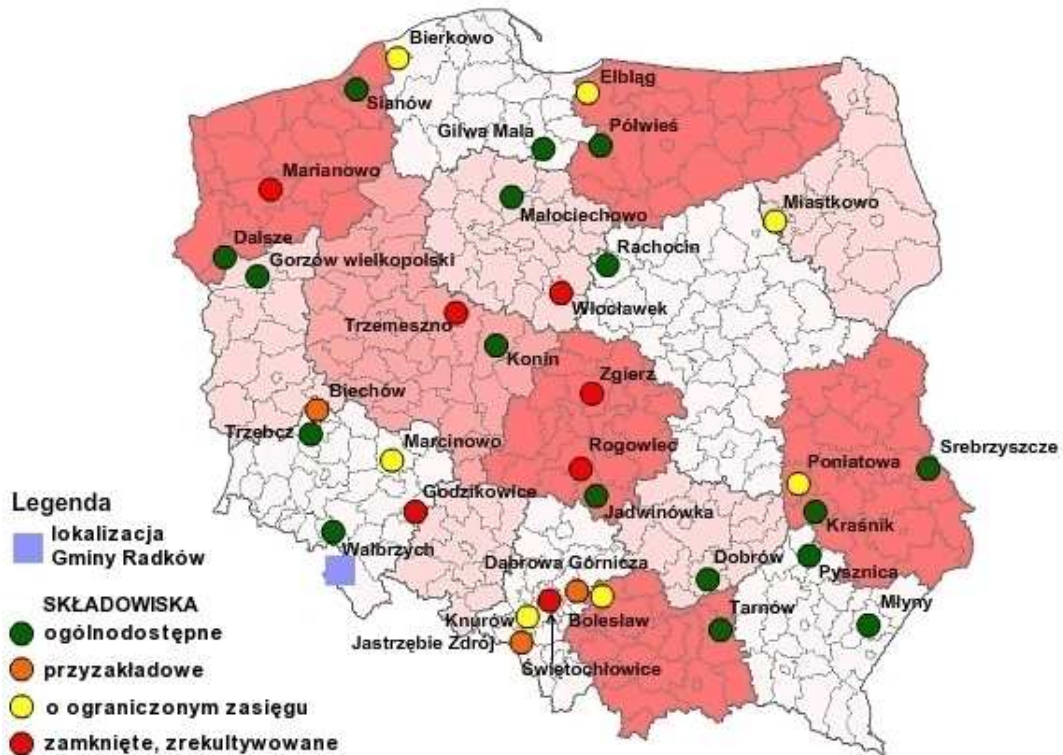 Bierkowo
Elbląg
Sianów
Gilwa Mala
Półwieś
Marianowo
Małociechowo
Miastkowo
Dalsze
Gorzów wielkopolski
Rachocin
Włocławek
Trzemeszno
Konin
Zgierz
Biechów
Trzebcz
Marcinowo
Rogowiec
Srebrzyszcze
Poniatowa
Legenda
lokalizacja
Gminy Radków
Godzikowice
Jadwinówka
Kraśnik
Wałbrzych
Dąbrowa Górnicza
Dobrów
Pysznica
SKŁADOWISKA
ogólnodostępne
Knurów
Bolesław
Tarnów
Młyny
Jastrzębie Zdrój
Świętochłowice
przyzakładowe
o ograniczonym zasięgu
zamknięte, zrekultywowane